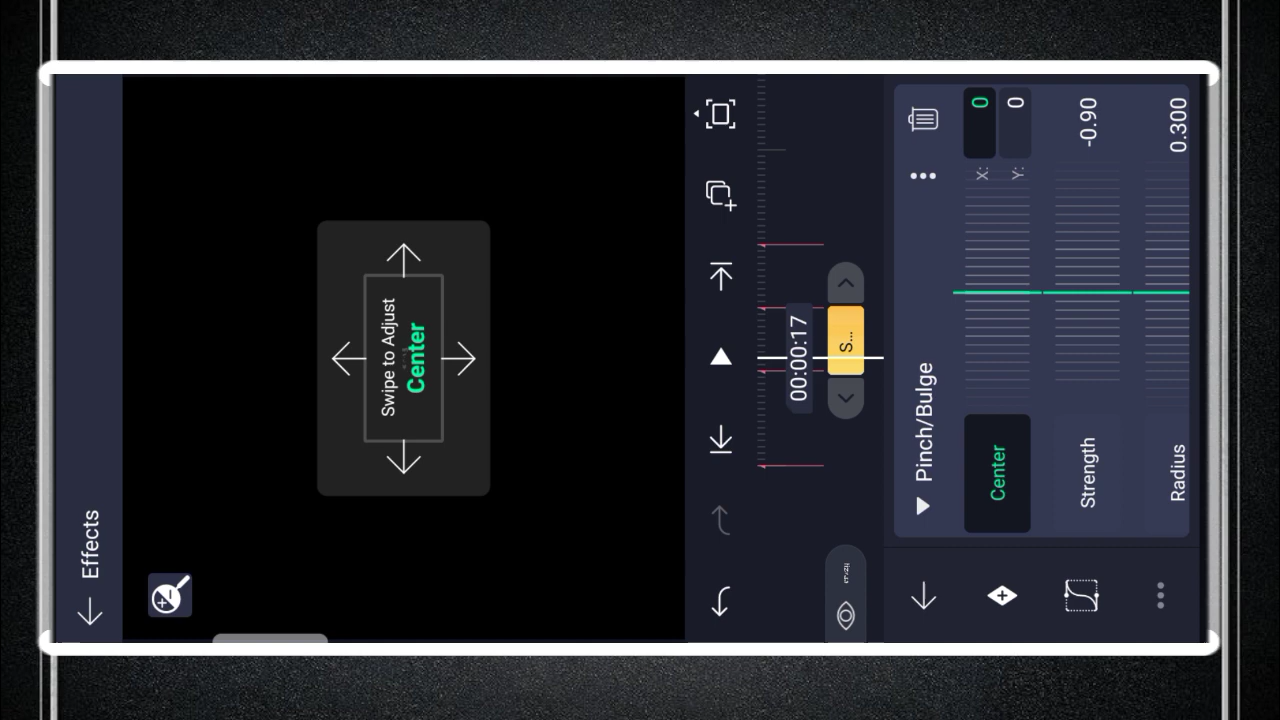 Effects
Swipe to Adjust
Center
00:00:17
S...
Pinch/Bulge
Center
X: 0
Y: 0
Strength
-0.90
Radius
0.300